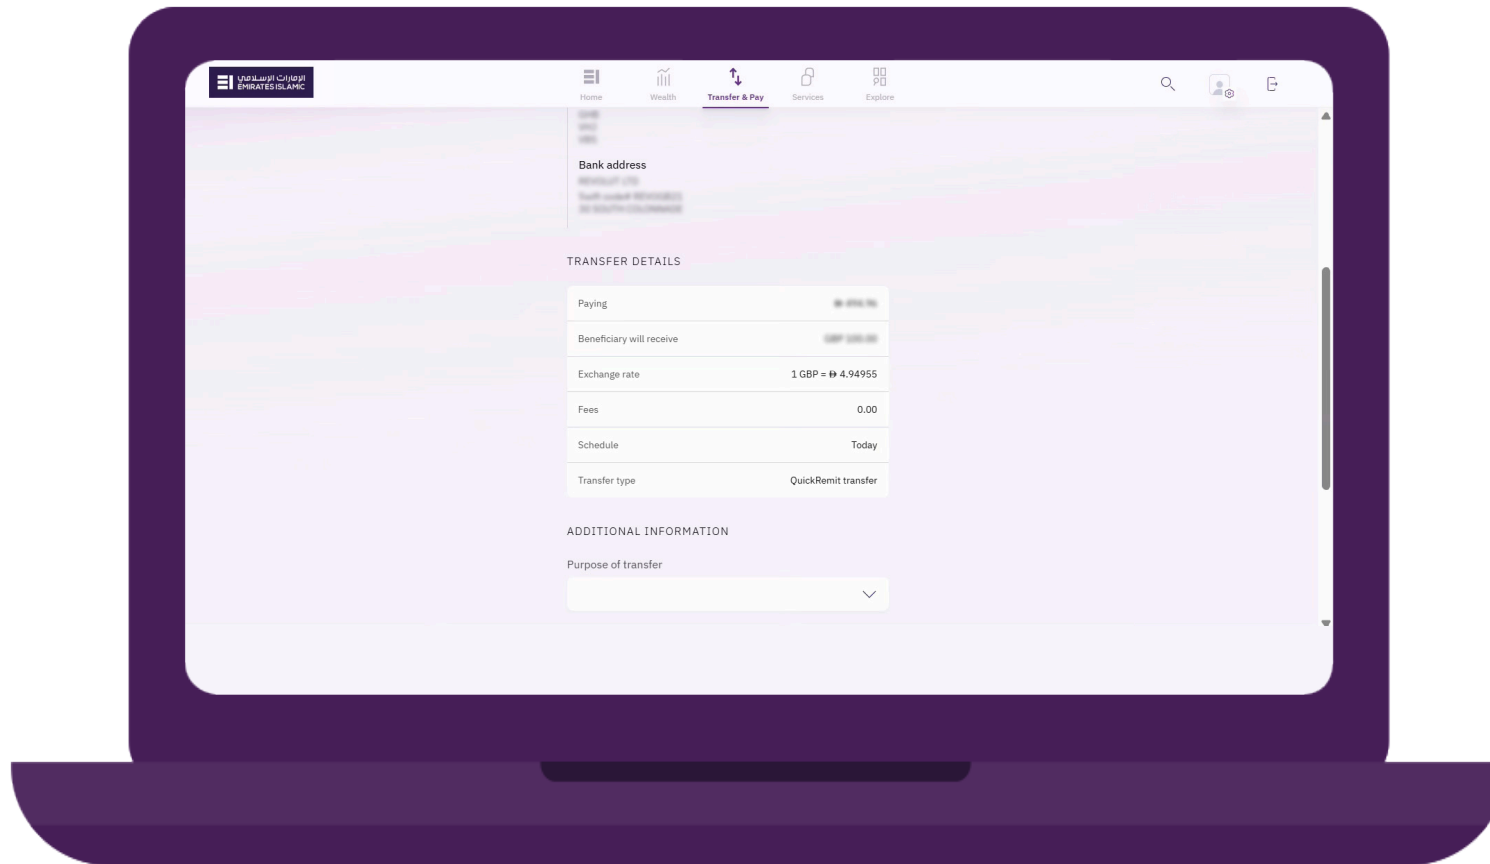 الإمارات الإسلامي
EMIRATES ISLAMIC
Home
Wealth
Transfer & Pay
Services
Explore
Bank address
TRANSFER DETAILS
Paying
Beneficiary will receive
Exchange rate 1 GBP = 4.94955
Fees 0.00
Schedule Today
Transfer type QuickRemit transfer
ADDITIONAL INFORMATION
Purpose of transfer